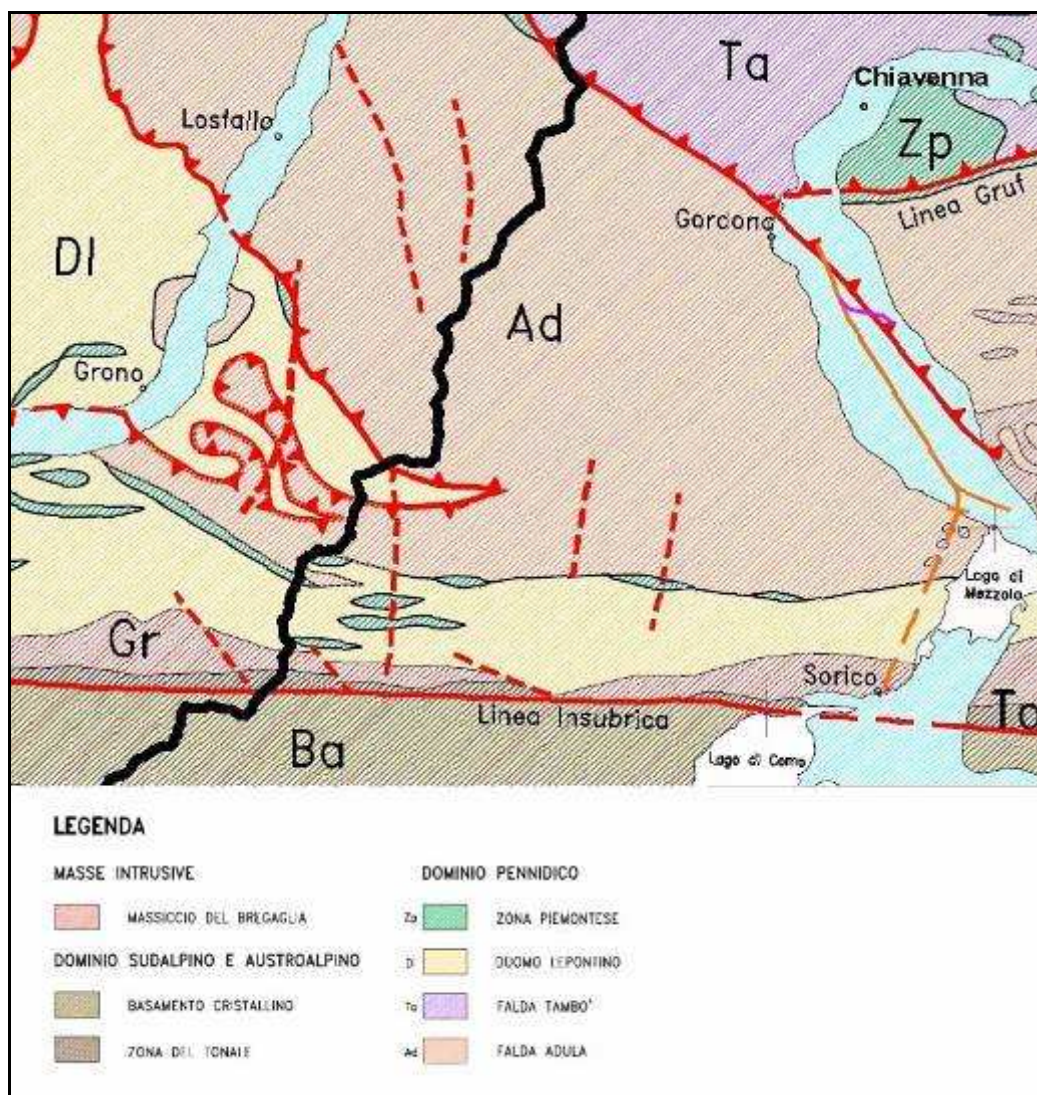 Ta
Chiavenna
Zp
Linea Gruf
Lostallo
Gordona
Dl
Ad
Grono
Lago di
Mezzola
Gr
Sorico
Linea Insubrica
Ba
Lago di Como
To
LEGENDA
MASSE INTRUSIVE
MASSICCIO DEL BREGAGLIA
DOMINIO SUDALPINO E AUSTROALPINO
BASAMENTO CRISTALLINO
ZONA DEL TONALE
DOMINIO PENNIDICO
Zp ZONA PIEMONTESE
Dl DUOMO LEPONTINO
Ta FALDA TAMBO'
Ad FALDA ADULA